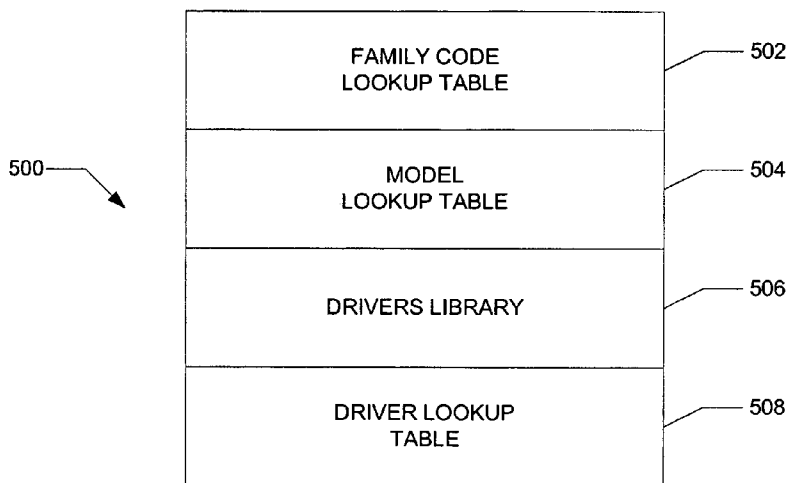 FAMILY CODE
LOOKUP TABLE
502
500
MODEL
LOOKUP TABLE
504
DRIVERS LIBRARY
506
DRIVER LOOKUP
TABLE
508